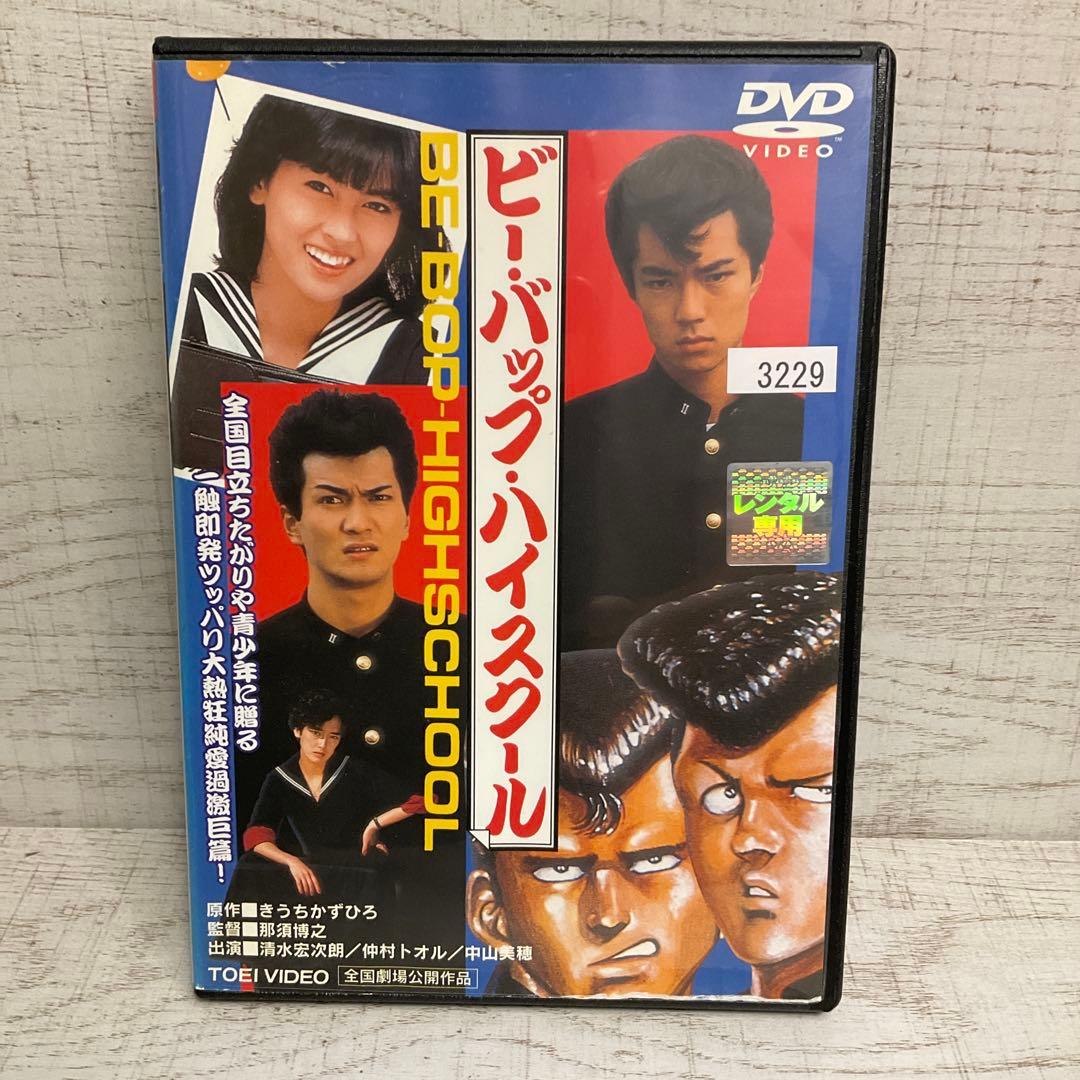 DVD
VIDEO
TM
ビー・バップ・ハイスクール
BE-BOP-HIGHSCHOOL
3229
レンタル
専用
II
II
全国目立ちたがりや青少年に贈る
一触即発ツッパリ大熱狂純愛過激巨篇!
原作■きうちかずひろ
監督■那須博之
出演■清水宏次朗/仲村トオル/中山美穂
TOEI VIDEO 全国劇場公開作品